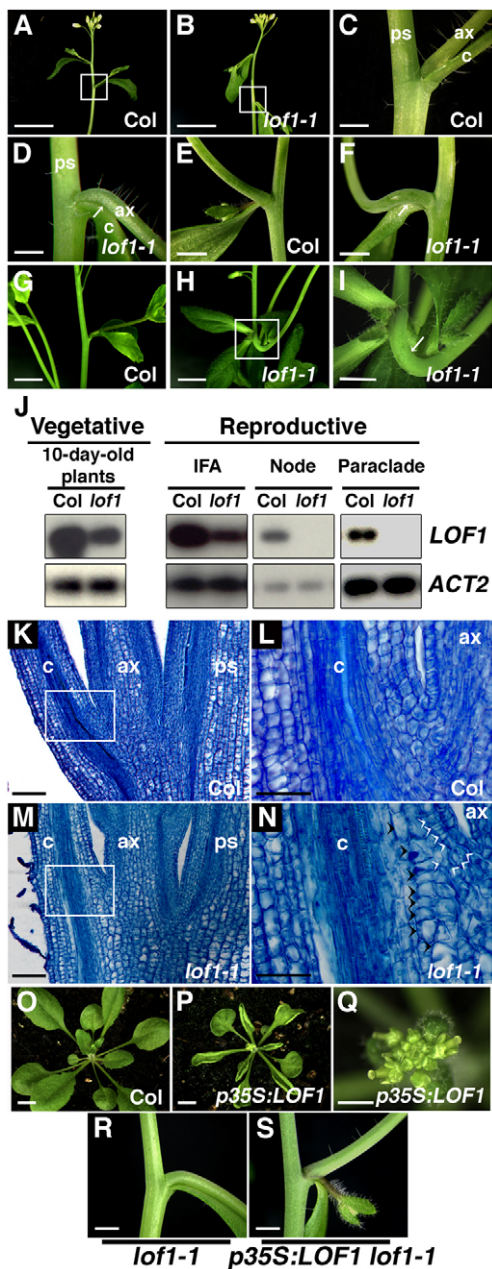 A
Col
B
lof1-1
C
ps
ax
c
Col
D
ps
ax
c
lof1-1
E
Col
F
lof1-1
G
Col
H
lof1-1
I
lof1-1
J
Vegetative
Reproductive
10-day-old
plants
IFA
Node
Paraclade
Col lof1
Col lof1
Col lof1
Col lof1
LOF1
ACT2
K
c
ax
ps
Col
L
c
ax
Col
M
c
ax
ps
lof1-1
N
c
ax
lof1-1
O
Col
P
p35S:LOF1
Q
p35S:LOF1
R
S
lof1-1
p35S:LOF1 lof1-1